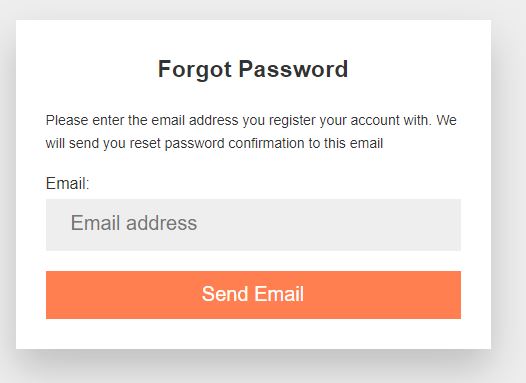 Forgot Password
Please enter the email address you register your account with. We
will send you reset password confirmation to this email
Email:
Email address
Send Email